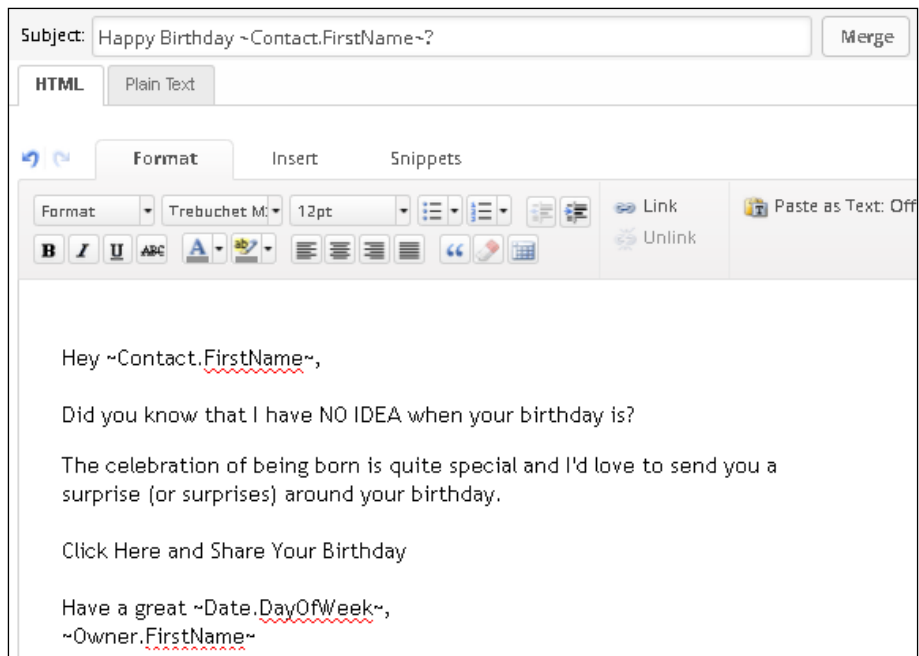 Subject: Happy Birthday ~Contact.FirstName~? Merge
HTML Plain Text
Format Insert Snippets
Format Trebuchet M: 12pt Link Paste as Text: Off
B I U ABC A ab Unlink
Hey ~Contact.FirstName~,
Did you know that I have NO IDEA when your birthday is?
The celebration of being born is quite special and I'd love to send you a
surprise (or surprises) around your birthday.
Click Here and Share Your Birthday
Have a great ~Date.DayOfWeek~,
~Owner.FirstName~